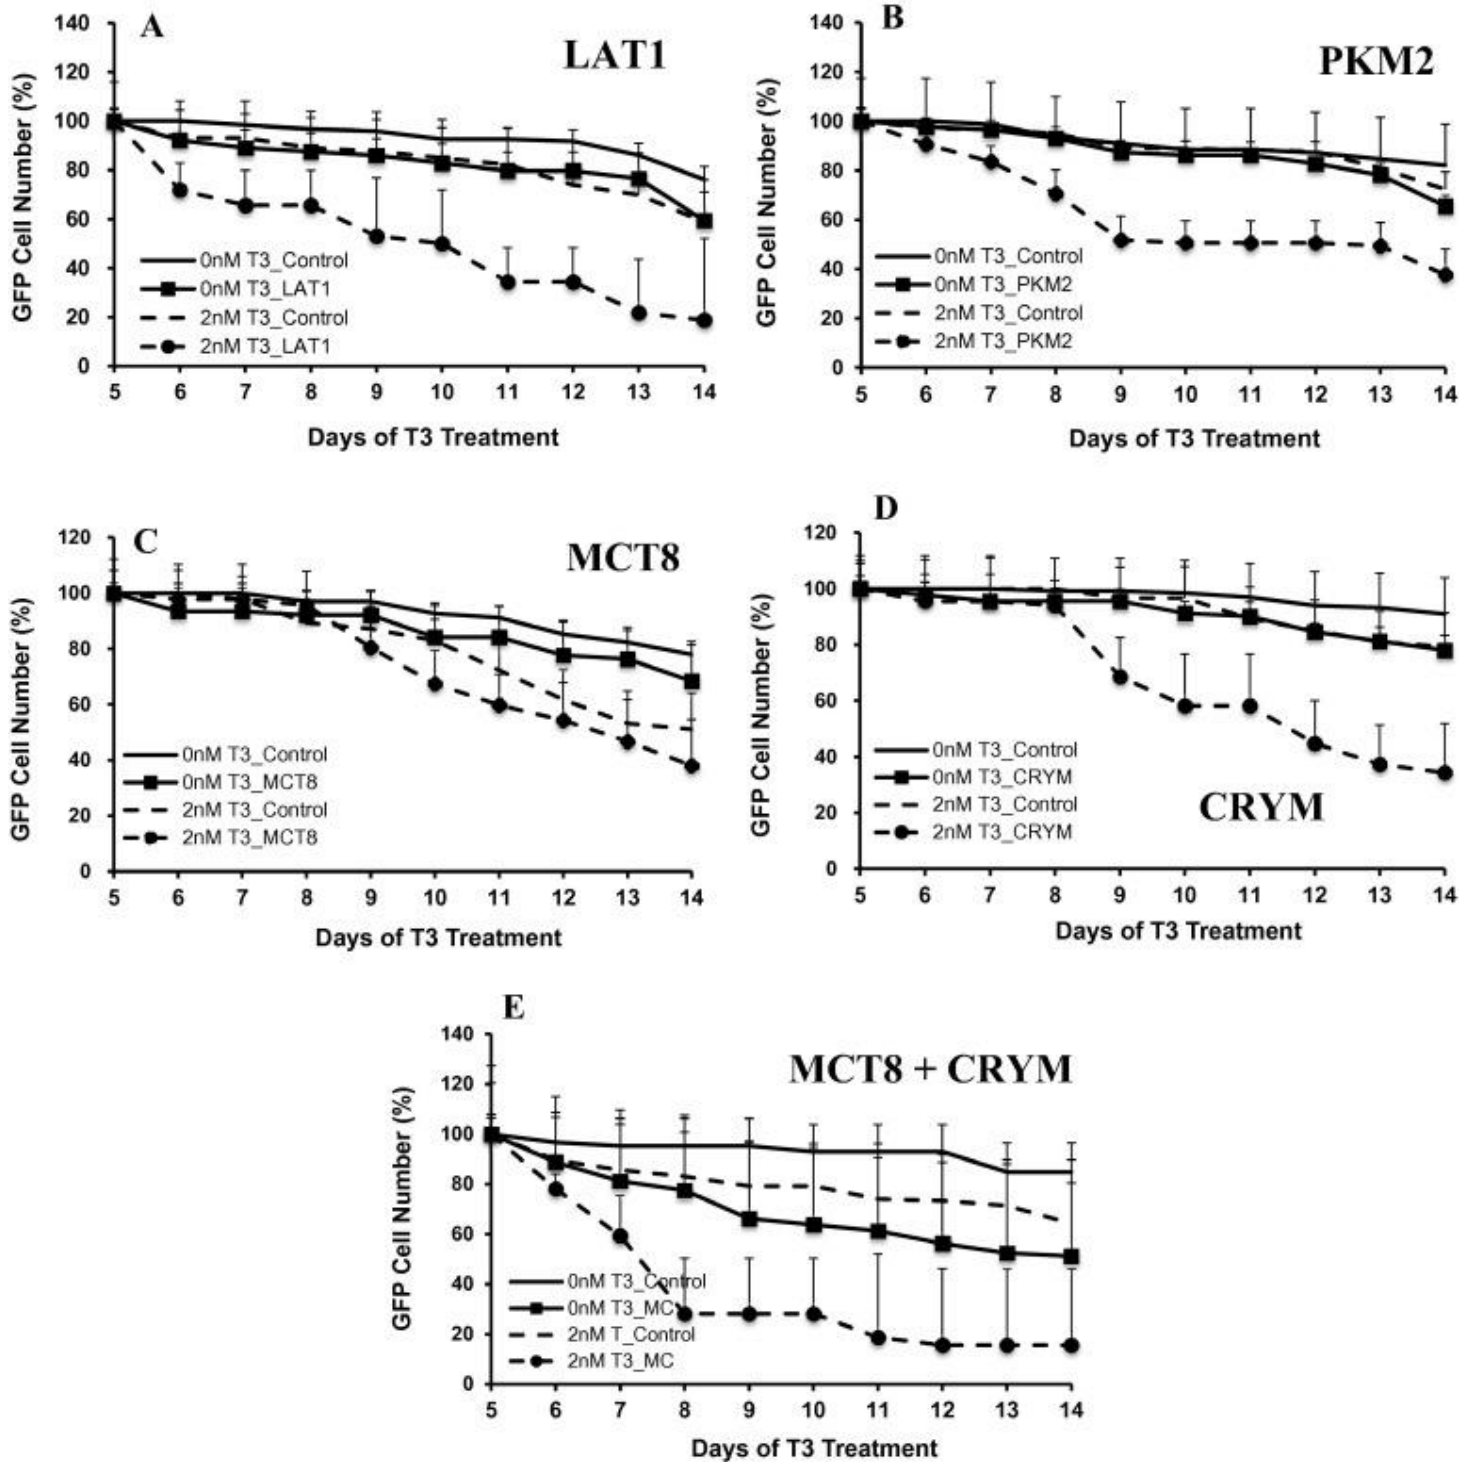 A
LAT1
GFP Cell Number (%)
140
120
100
80
60
40
20
0
0nM T3_Control
0nM T3_LAT1
2nM T3_Control
2nM T3_LAT1
5 6 7 8 9 10 11 12 13 14
Days of T3 Treatment
B
PKM2
GFP Cell Number (%)
140
120
100
80
60
40
20
0
0nM T3_Control
0nM T3_PKM2
2nM T3_Control
2nM T3_PKM2
5 6 7 8 9 10 11 12 13 14
Days of T3 Treatment
C
MCT8
GFP Cell Number (%)
120
100
80
60
40
20
0
0nM T3_Control
0nM T3_MCT8
2nM T3_Control
2nM T3_MCT8
5 6 7 8 9 10 11 12 13 14
Days of T3 Treatment
D
GFP Cell Number (%)
120
100
80
60
40
20
0
0nM T3_Control
0nM T3_CRYM
2nM T3_Control
2nM T3_CRYM
CRYM
5 6 7 8 9 10 11 12 13 14
Days of T3 Treatment
E
MCT8 + CRYM
GFP Cell Number (%)
140
120
100
80
60
40
20
0
0nM T3_Control
0nM T3_MC
2nM T_Control
2nM T3_MC
5 6 7 8 9 10 11 12 13 14
Days of T3 Treatment